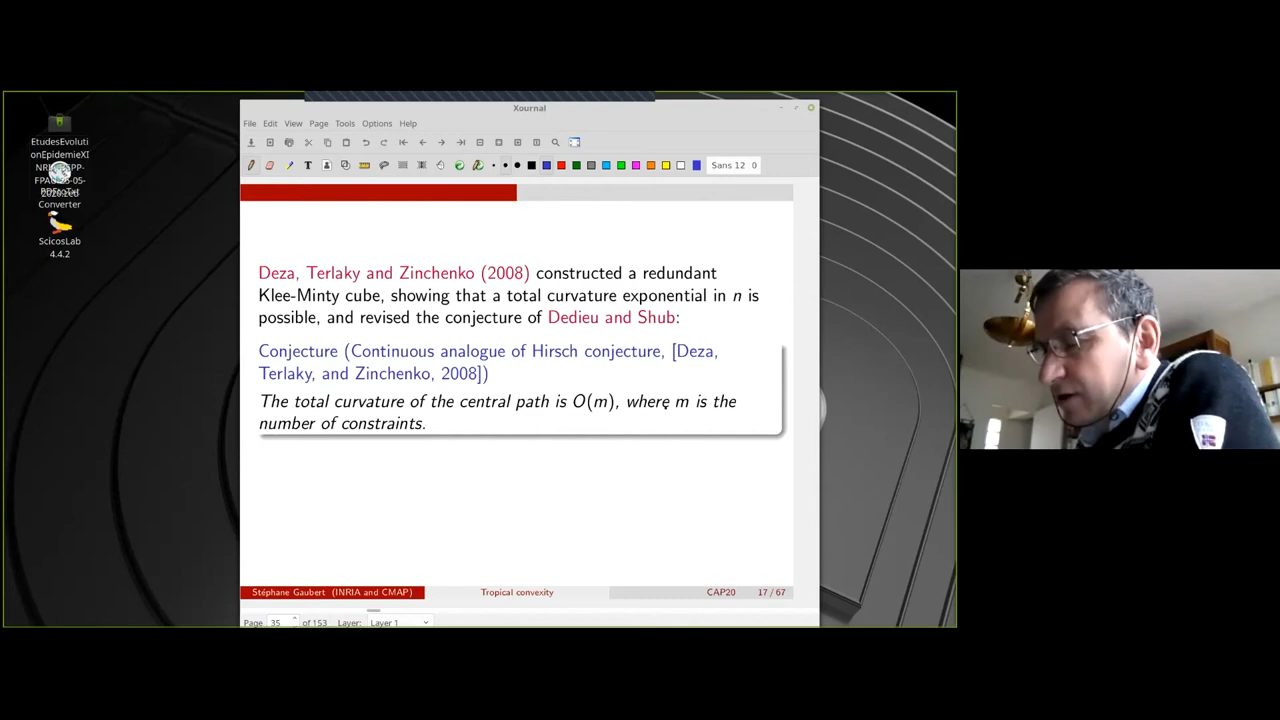 Xournal
File Edit View Page Tools Options Help
Sans 12
EtudesEvoluti
onEpidemieXI
Converter
ScicosLab
4.4.2
Deza, Terlaky and Zinchenko (2008) constructed a redundant
Klee-Minty cube, showing that a total curvature exponential in n is
possible, and revised the conjecture of Dedieu and Shub:
Conjecture (Continuous analogue of Hirsch conjecture, [Deza,
Terlaky, and Zinchenko, 2008])
The total curvature of the central path is O(m), where m is the
number of constraints.
Stéphane Gaubert (INRIA and CMAP) Tropical convexity CAP20 17 / 67
Page 35 of 153 Layer: Layer 1